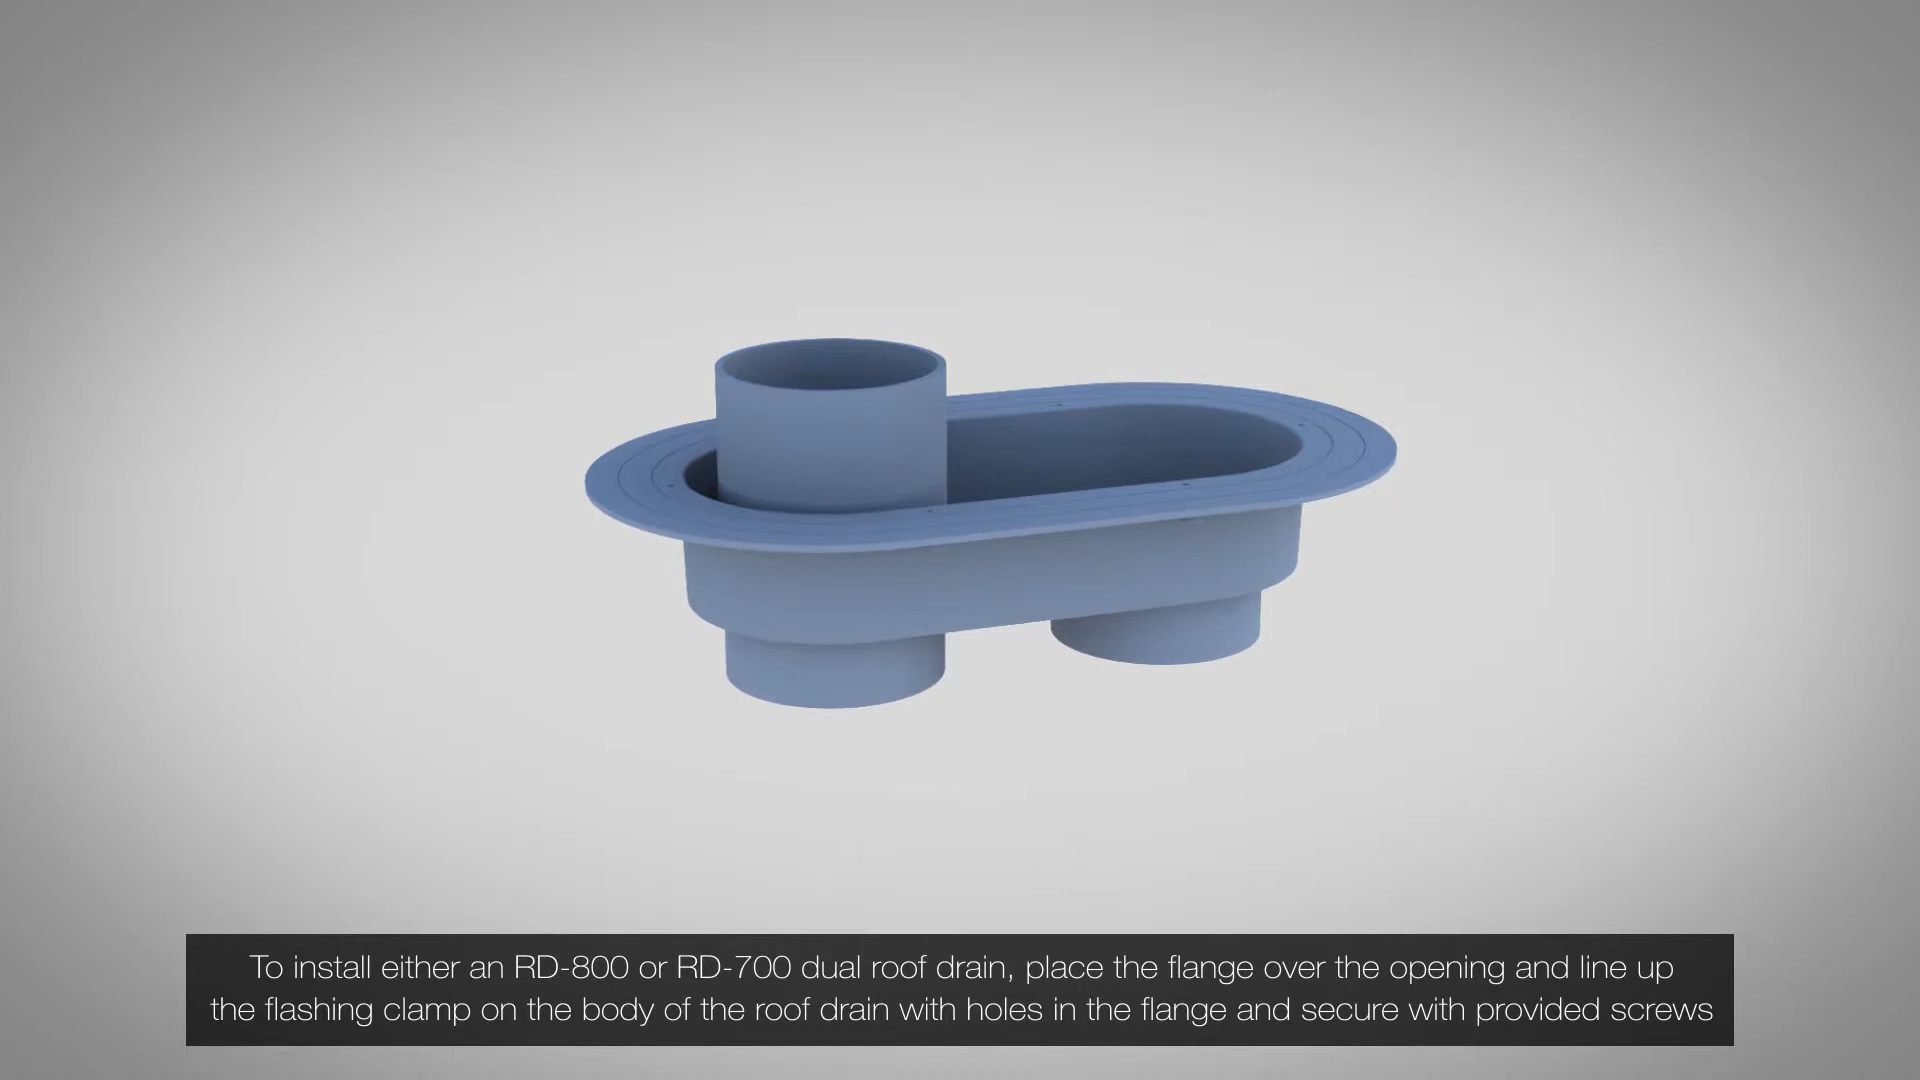 To install either an RD-800 or RD-700 dual roof drain, place the flange over the opening and line up
the flashing clamp on the body of the roof drain with holes in the flange and secure with provided screws